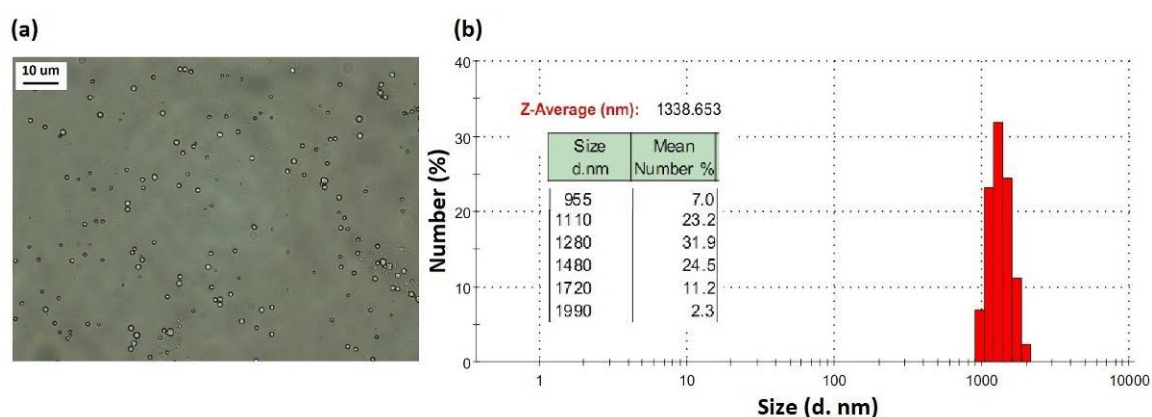 (a)
10 um
(b)
Number (%)
40
30
20
10
0
Z-Average (nm): 1338.653
Size d.nm Mean Number %
955 7.0
1110 23.2
1280 31.9
1480 24.5
1720 11.2
1990 2.3
1 10 100 1000 10000
Size (d. nm)